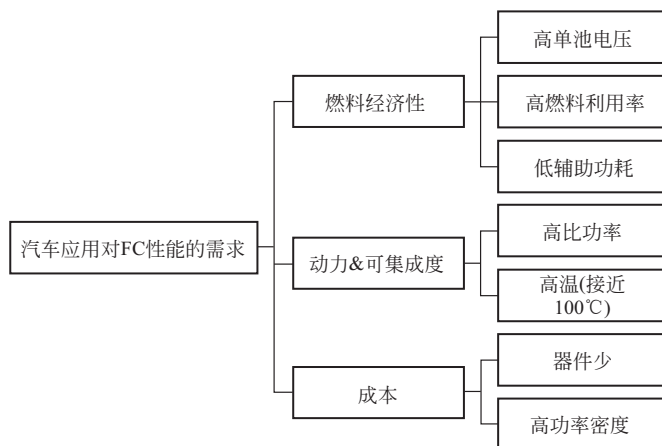 高单池电压
燃料经济性
高燃料利用率
低辅助功耗
汽车应用对FC性能的需求
动力&可集成度
高比功率
高温(接近
100℃)
成本
器件少
高功率密度